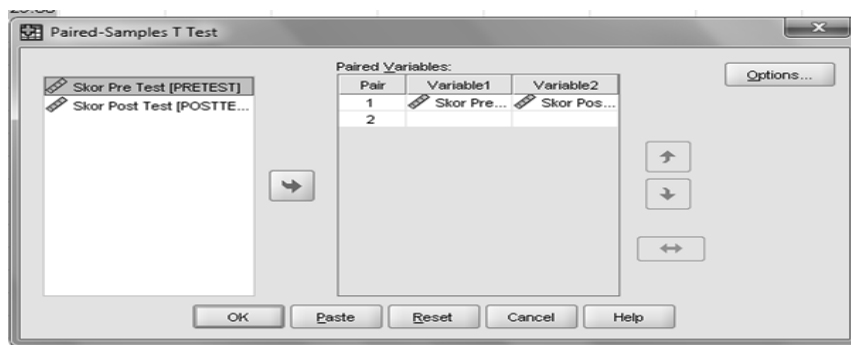 Paired-Samples T Test
Paired Variables:
Skor Pre Test [PRETEST]
Skor Post Test [POSTTE...
Pair Variable1 Variable2
1 Skor Pre... Skor Pos...
2
Options...
OK Paste Reset Cancel Help